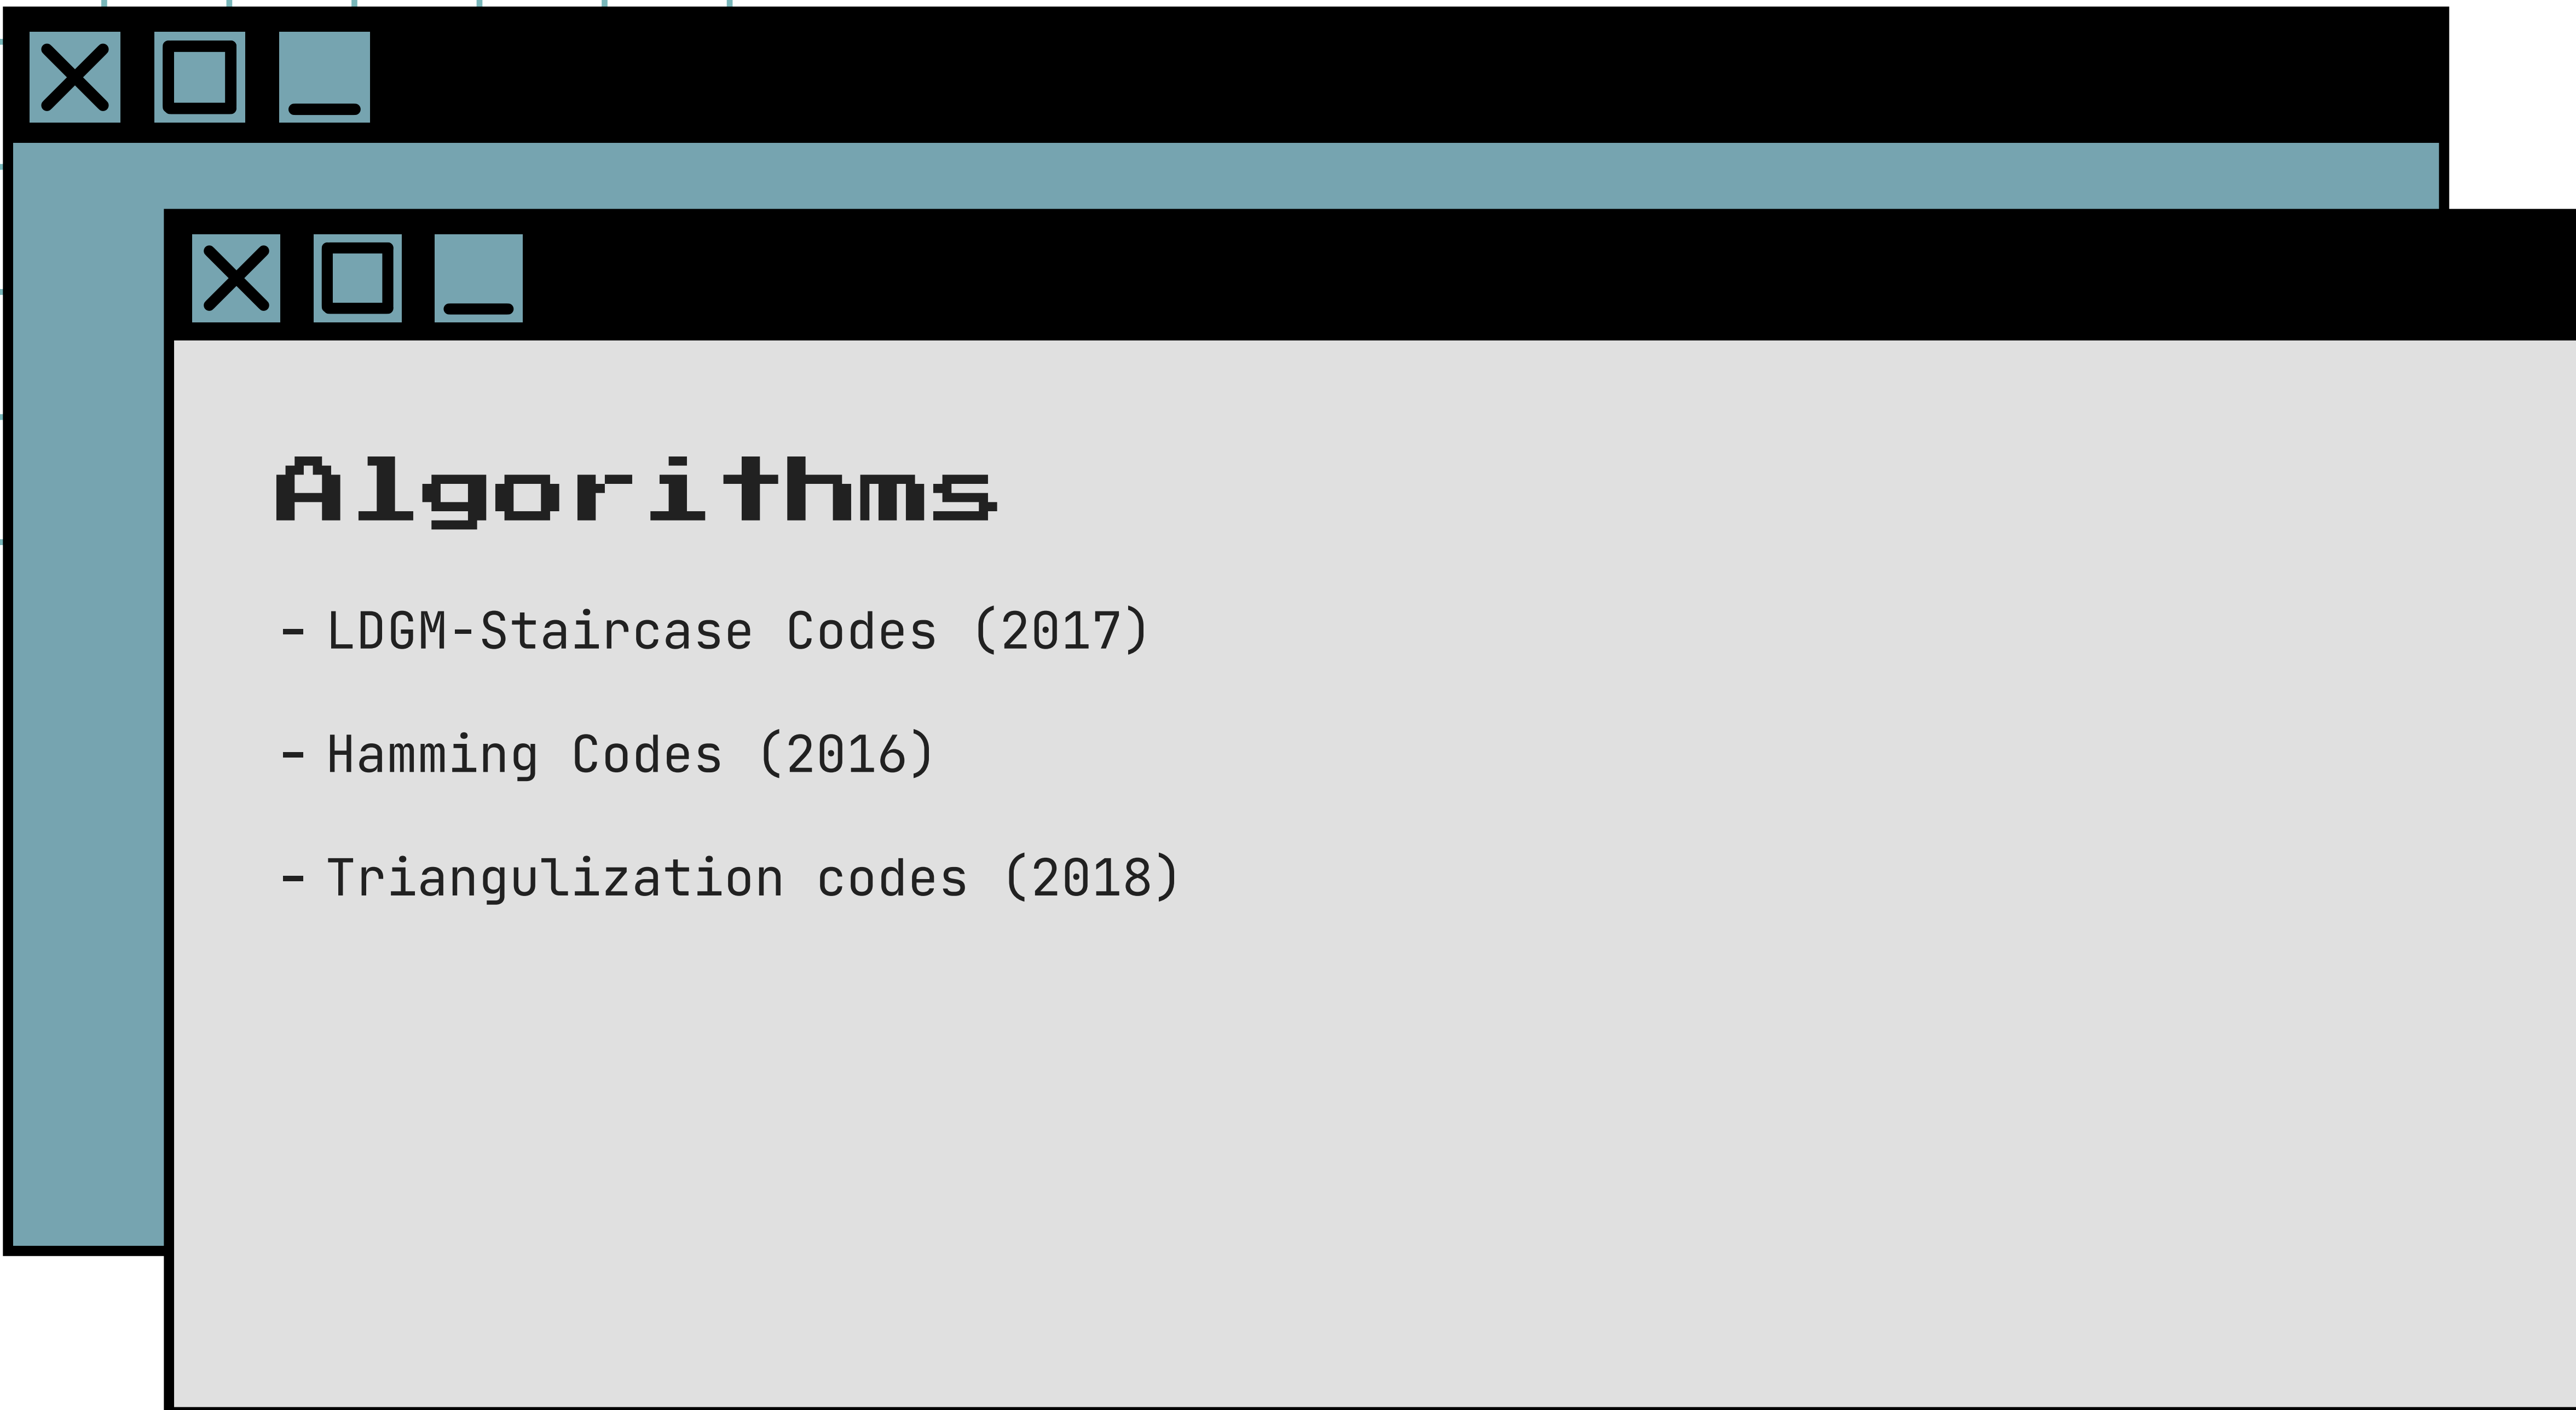 Algorithms
- LDGM-Staircase Codes (2017)
- Hamming Codes (2016)
- Triangulization codes (2018)